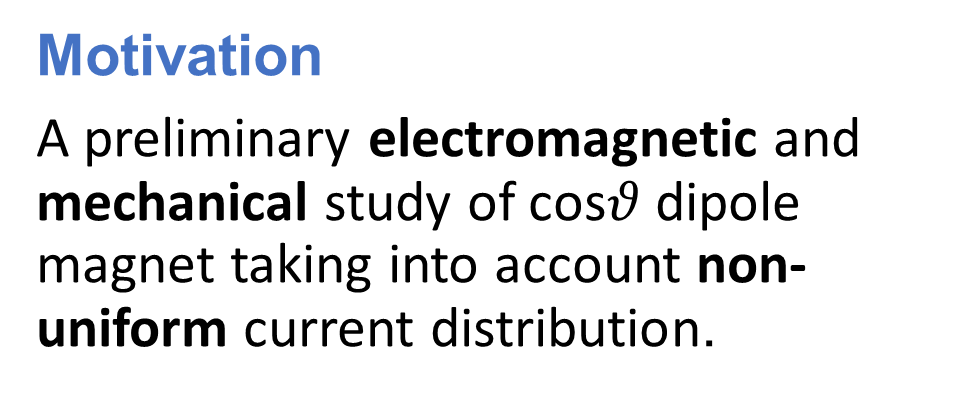 Motivation
A preliminary electromagnetic and
mechanical study of cos𝜗 dipole
magnet taking into account non-
uniform current distribution.